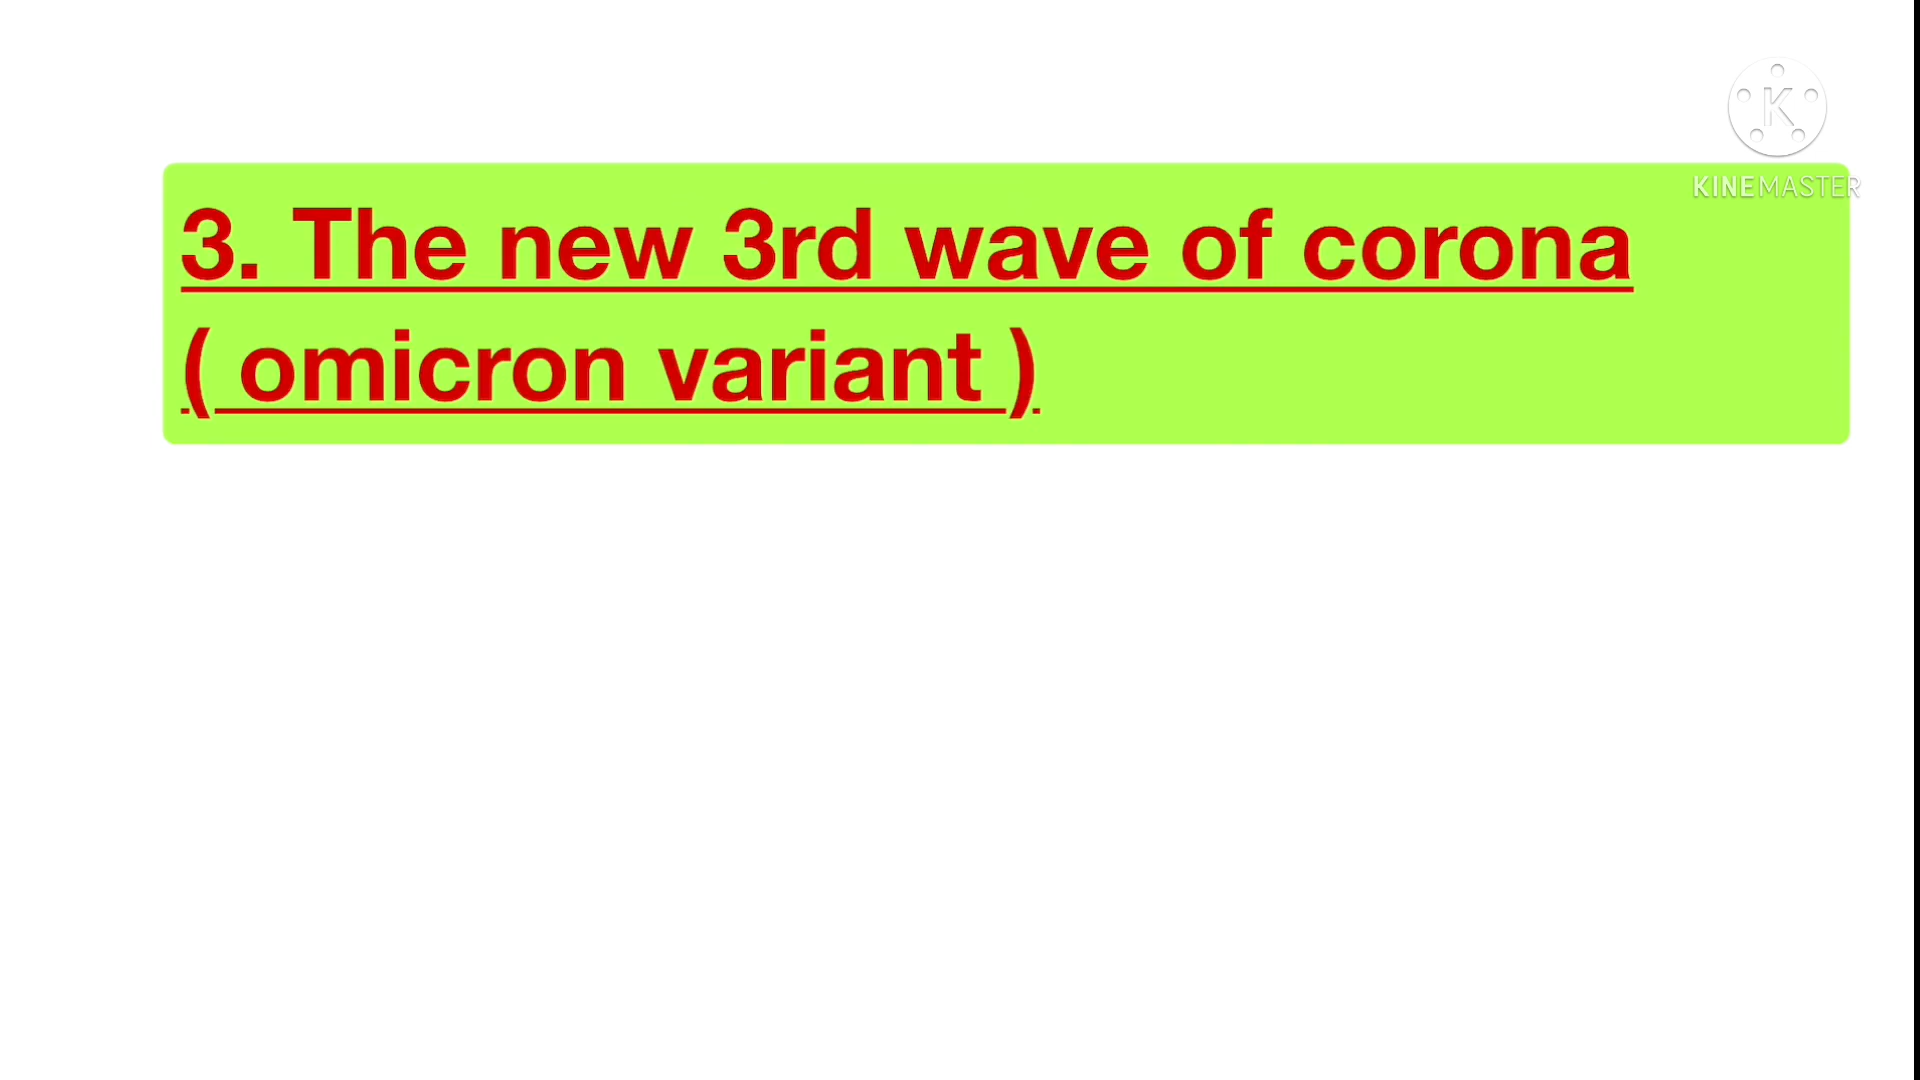 K
KINEMASTER
3. The new 3rd wave of corona
( omicron variant )